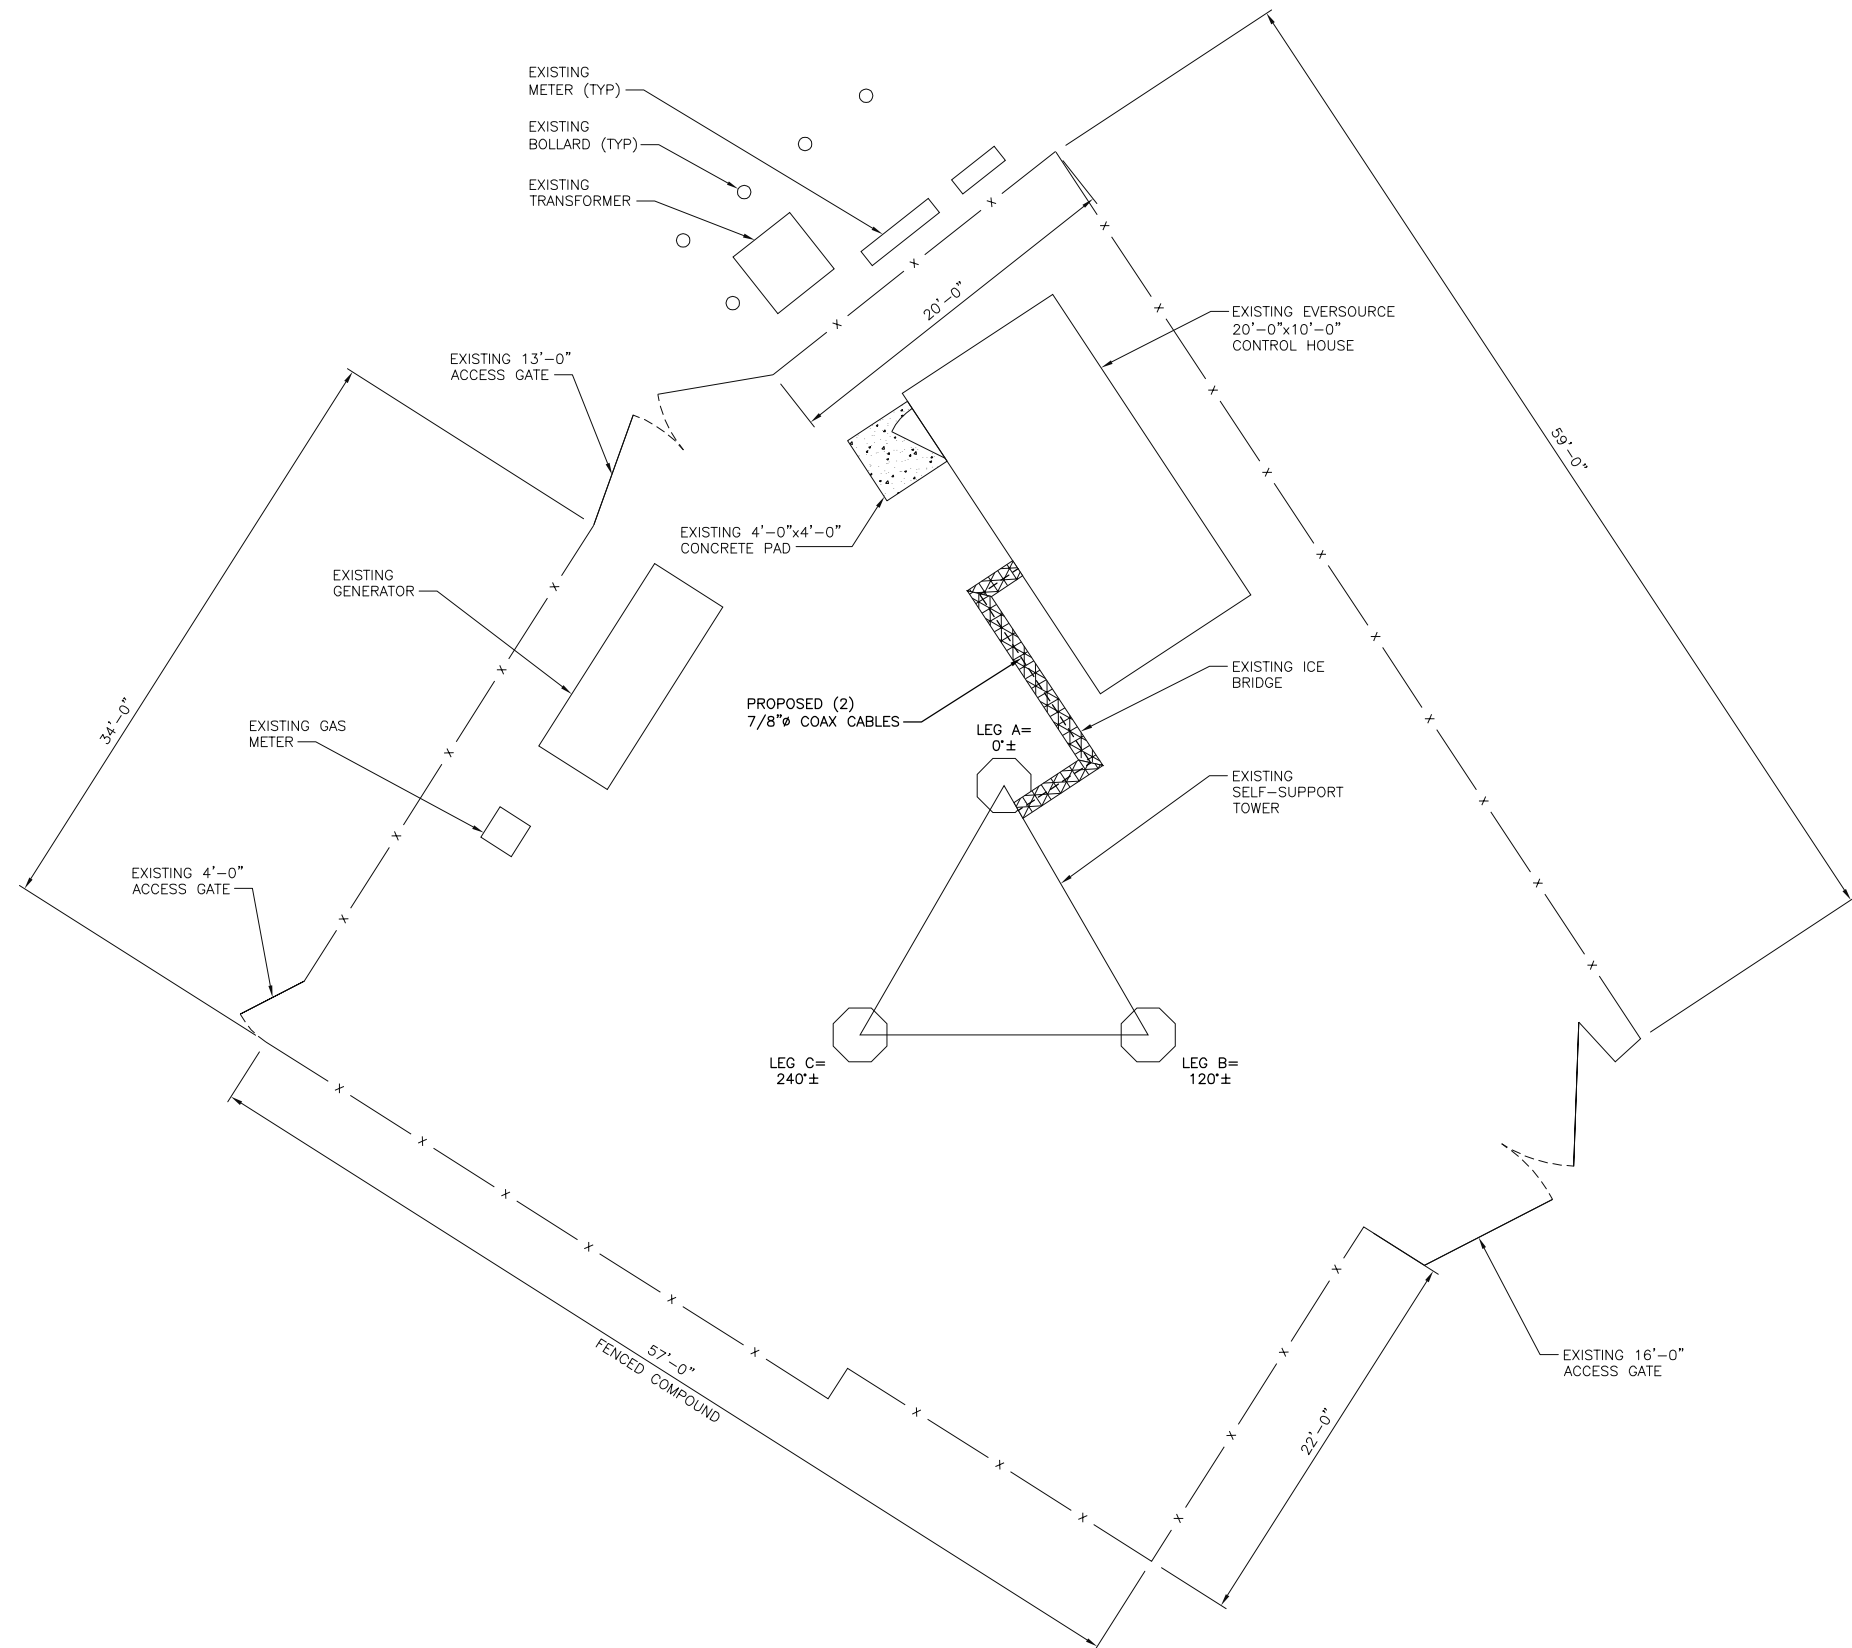 EXISTING
METER (TYP)
EXISTING
BOLLARD (TYP)
EXISTING
TRANSFORMER
20'-0"
EXISTING EVERSOURCE
20'-0"x10'-0"
CONTROL HOUSE
EXISTING 13'-0"
ACCESS GATE
59'-0"
EXISTING 4'-0"x4'-0"
CONCRETE PAD
EXISTING
GENERATOR
EXISTING ICE
BRIDGE
PROPOSED (2)
7/8"ø COAX CABLES
34'-0"
EXISTING GAS
METER
LEG A=
0°±
EXISTING
SELF-SUPPORT
TOWER
EXISTING 4'-0"
ACCESS GATE
LEG C=
240°±
LEG B=
120°±
57'-0"
FENCED COMPOUND
EXISTING 16'-0"
ACCESS GATE
22'-0"